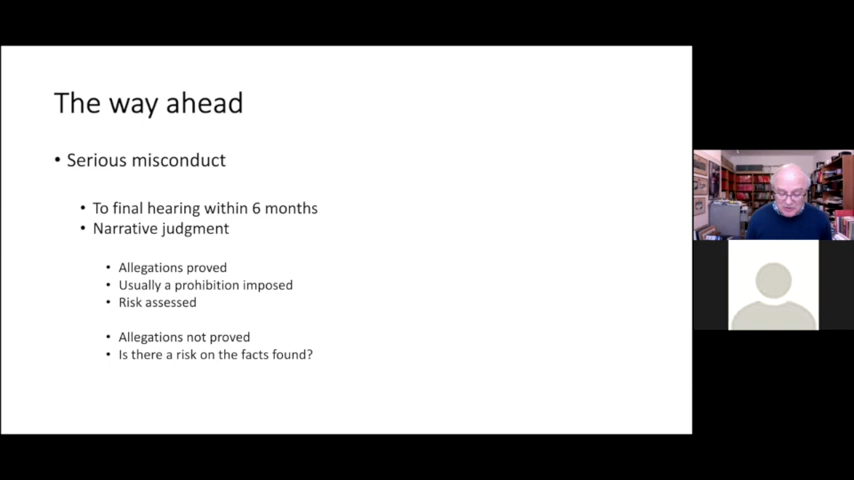 The way ahead
• Serious misconduct
• To final hearing within 6 months
• Narrative judgment
• Allegations proved
• Usually a prohibition imposed
• Risk assessed
• Allegations not proved
• Is there a risk on the facts found?